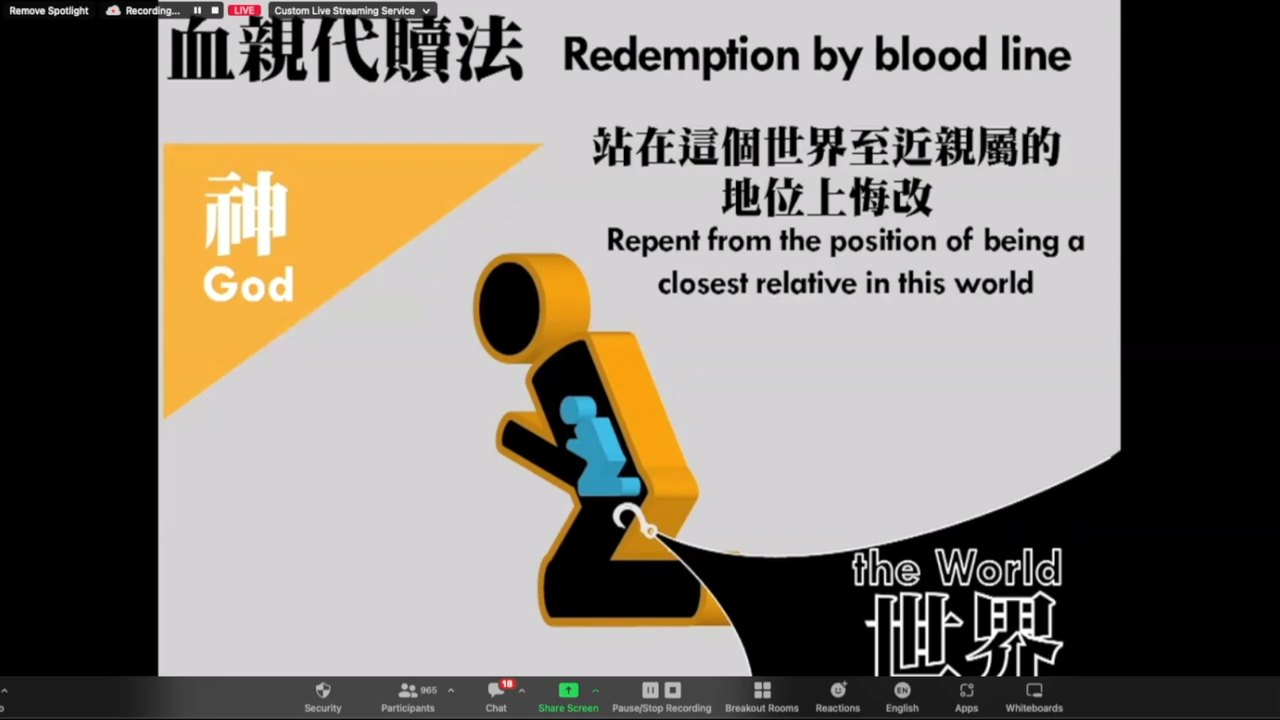 Remove Spotlight
Recording...
LIVE
Custom Live Streaming Service
血親代贖法 Redemption by blood line
站在這個世界至近親屬的
地位上悔改
Repent from the position of being a
closest relative in this world
神
God
the World
世界
Security
965
Participants
18
Chat
Share Screen
Pause/Stop Recording
Breakout Rooms
Reactions
EN
English
Apps
Whiteboards